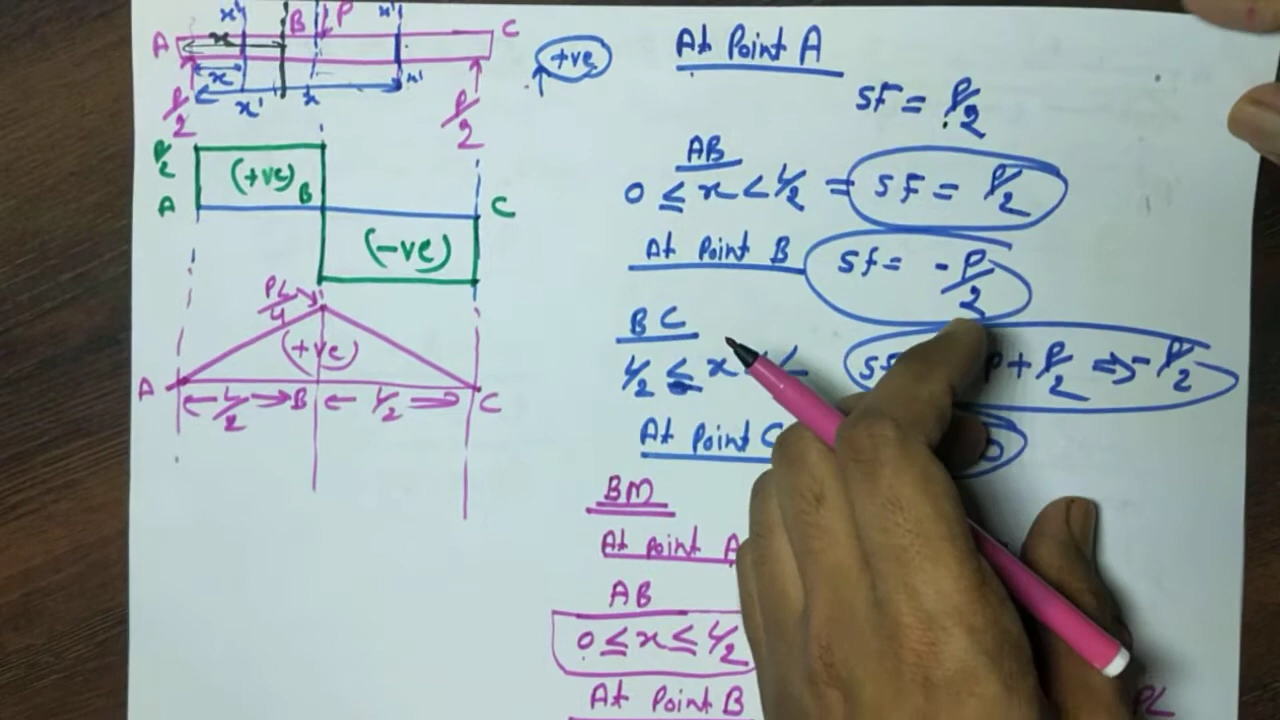 x' B P x'
A x C
x
x' x x'
P/2 P/2
+ve
P/2 (+ve) B
A C
(-ve)
PL/4
(+ve)
A L/2 B L/2 C
At Point A
SF = P/2
AB
0 ≤ x < L/2 = SF = P/2
At Point B SF = -P/2
BC
L/2 ≤ x P + P/2 ⇒ - P/2
At Point C
BM
At Point A
AB
0 ≤ x ≤ L/2
At Point B PL